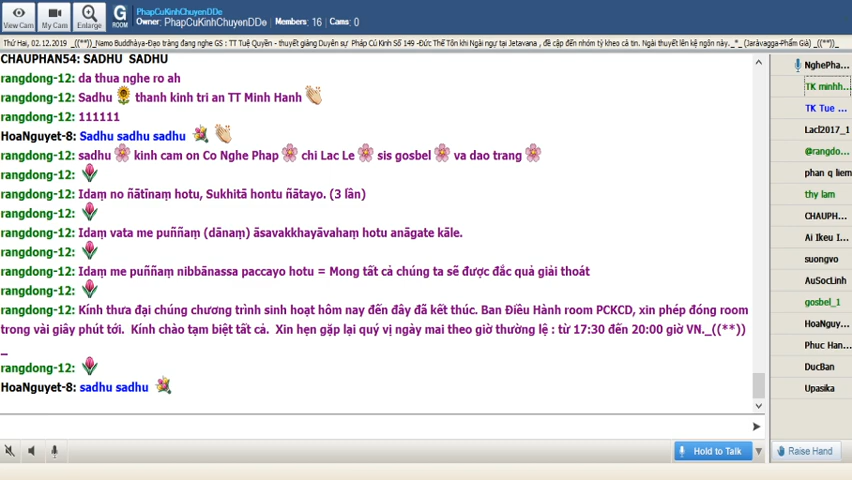 PhapCuKinhChuyenDDe
Owner: PhapCuKinhChuyenDDe Members: 16 Cams: 0
View Cam My Cam Enlarge G ROOM
Thứ Hai, 02.12.2019 _((**)_Namo Buddhàya-Đạo tràng đang nghe GS : TT Tuệ Quyền - thuyết giảng Duyên sự Pháp Cú Kinh Số 149 -Đức Thế Tôn khi Ngài ngự tại Jetavana , đề cập đến nhóm tỳ kheo cả tin. Ngài thuyết lên kệ ngôn này._*_ (Jaràvagga-Phẩm Già) _((**))_
CHAUPHAN54: SADHU SADHU
rangdong-12: da thua nghe ro ah
rangdong-12: Sadhu thanh kinh tri an TT Minh Hanh
rangdong-12: 111111
HoaNguyet-8: Sadhu sadhu sadhu
rangdong-12: sadhu kinh cam on Co Nghe Phap chi Lac Le sis gosbel va dao trang
rangdong-12:
rangdong-12: Idaṃ no ñātīnaṃ hotu, Sukhitā hontu ñātayo. (3 lần)
rangdong-12:
rangdong-12: Idaṃ vata me puññaṃ (dānaṃ) āsavakkhayāvahaṃ hotu anāgate kāle.
rangdong-12:
rangdong-12: Idaṃ me puññaṃ nibbānassa paccayo hotu = Mong tất cả chúng ta sẽ được đắc quả giải thoát
rangdong-12:
rangdong-12: Kính thưa đại chúng chương trình sinh hoạt hôm nay đến đây đã kết thúc. Ban Điều Hành room PCKCD, xin phép đóng room
trong vài giây phút tới. Kính chào tạm biệt tất cả. Xin hẹn gặp lại quý vị ngày mai theo giờ thường lệ : từ 17:30 đến 20:00 giờ VN._((**))
_
rangdong-12:
HoaNguyet-8: sadhu sadhu
NghePha...
TK minhh...
TK Tue ...
Lacl2017_1
@rangdo...
phan q liem
thy lam
CHAUPH...
Ai Ikeu I...
suongvo
AuSocLinh
gosbel_1
HoaNguy...
Phuc Han...
DucBan
Upasika
Hold to Talk Raise Hand